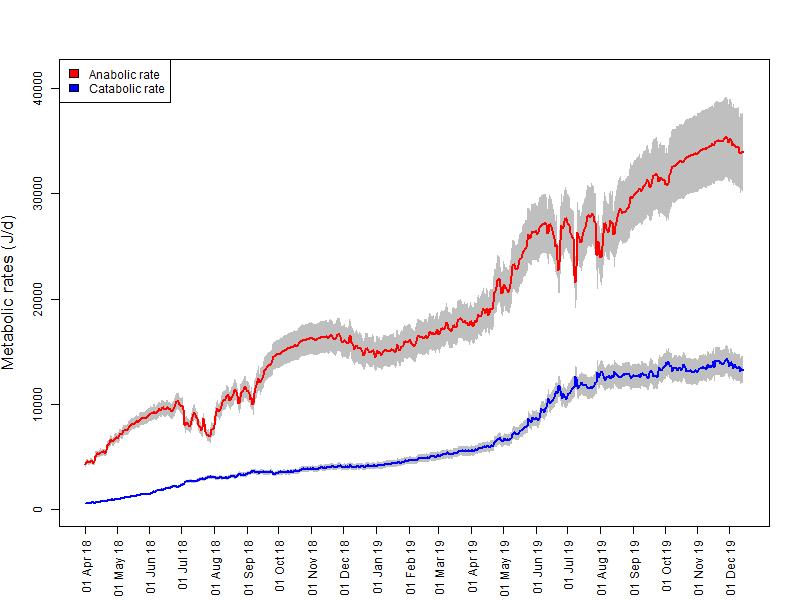 Anabolic rate
Catabolic rate
Metabolic rates (J/d)
40000
30000
20000
10000
0
01 Apr 18
01 May 18
01 Jun 18
01 Jul 18
01 Aug 18
01 Sep 18
01 Oct 18
01 Nov 18
01 Dec 18
01 Jan 19
01 Feb 19
01 Mar 19
01 Apr 19
01 May 19
01 Jun 19
01 Jul 19
01 Aug 19
01 Sep 19
01 Oct 19
01 Nov 19
01 Dec 19